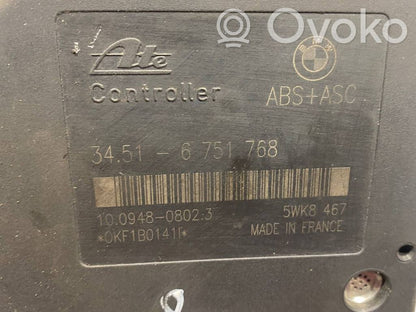 Ovoko
Ate
Controller ABS+ASC
34.51 - 6 751 768
10.0948-0802.3 5WK8 467
*OKF1B0141I* MADE IN FRANCE